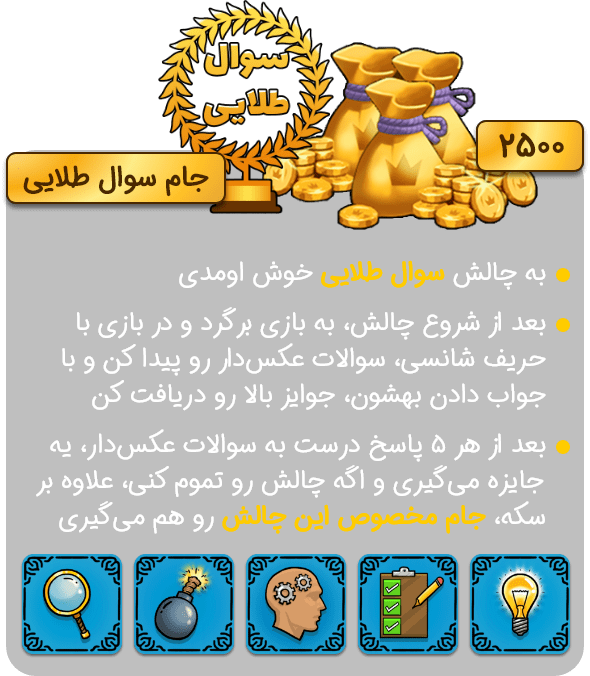 سوال
طلایی
۲۵۰۰
جام سوال طلایی
به چالش سوال طلایی خوش اومدی
بعد از شروع چالش، به بازی برگرد و در بازی با
حریف شانسی، سوالات عکس‌دار رو پیدا کن و با
جواب دادن بهشون، جوایز بالا رو دریافت کن
بعد از هر ۵ پاسخ درست به سوالات عکس‌دار، یه
جایزه می‌گیری و اگه چالش رو تموم کنی، علاوه بر
سکه، جام مخصوص این چالش رو هم می‌گیری